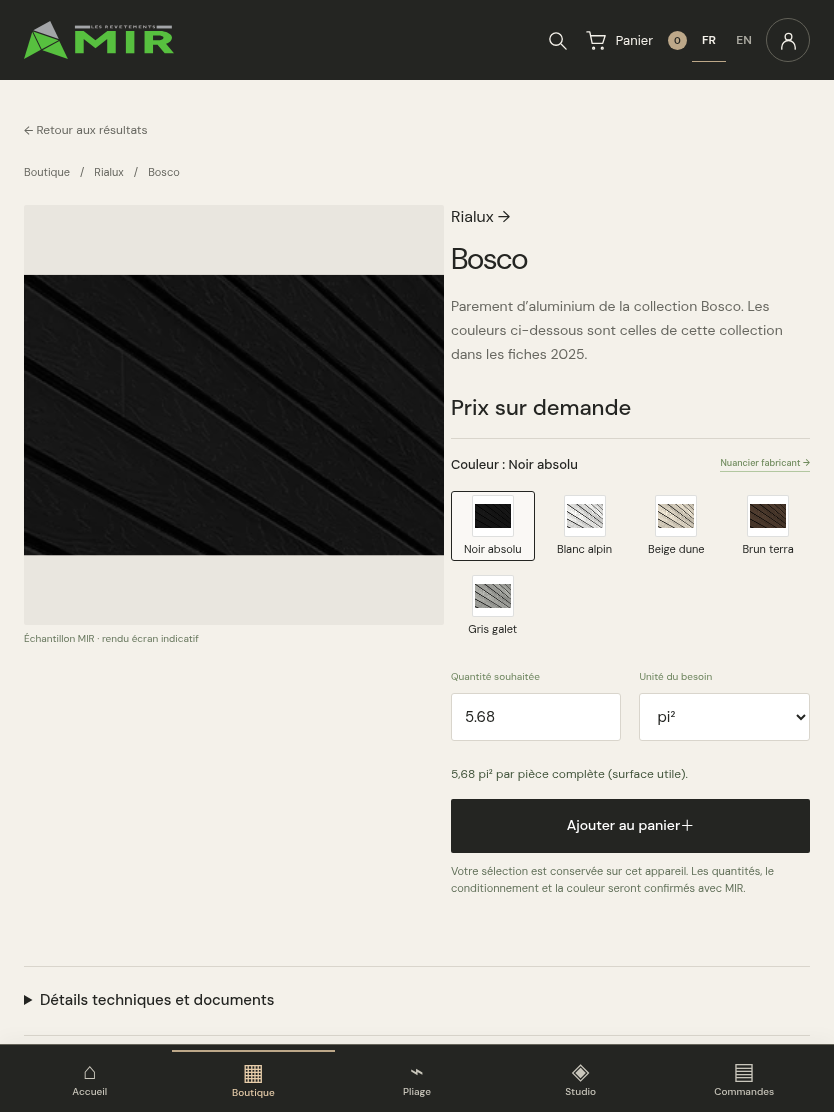 LES REVÊTEMENTS
MIR
Panier 0 FR EN
← Retour aux résultats
Boutique / Rialux / Bosco
Rialux →
Bosco
Parement d’aluminium de la collection Bosco. Les
couleurs ci-dessous sont celles de cette collection
dans les fiches 2025.
Prix sur demande
Couleur : Noir absolu
Nuancier fabricant →
Noir absolu
Blanc alpin
Beige dune
Brun terra
Gris galet
Échantillon MIR · rendu écran indicatif
Quantité souhaitée
Unité du besoin
5.68
pi²
5,68 pi² par pièce complète (surface utile).
Ajouter au panier+
Votre sélection est conservée sur cet appareil. Les quantités, le
conditionnement et la couleur seront confirmés avec MIR.
Détails techniques et documents
Accueil
Boutique
Pliage
Studio
Commandes